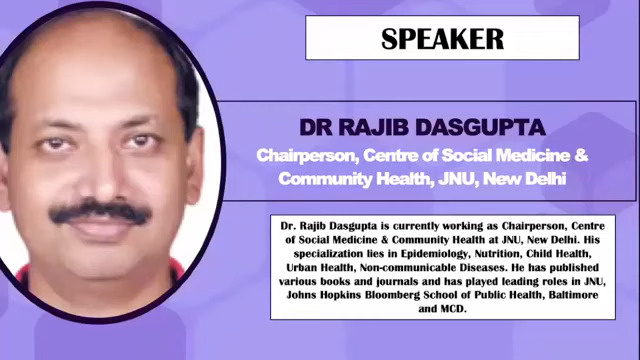 SPEAKER
DR RAJIB DASGUPTA
Chairperson, Centre of Social Medicine &
Community Health, JNU, New Delhi
Dr. Rajib Dasgupta is currently working as Chairperson, Centre
of Social Medicine & Community Health at JNU, New Delhi. His
specialization lies in Epidemiology, Nutrition, Child Health,
Urban Health, Non-communicable Diseases. He has published
various books and journals and has played leading roles in JNU,
Johns Hopkins Bloomberg School of Public Health, Baltimore
and MCD.